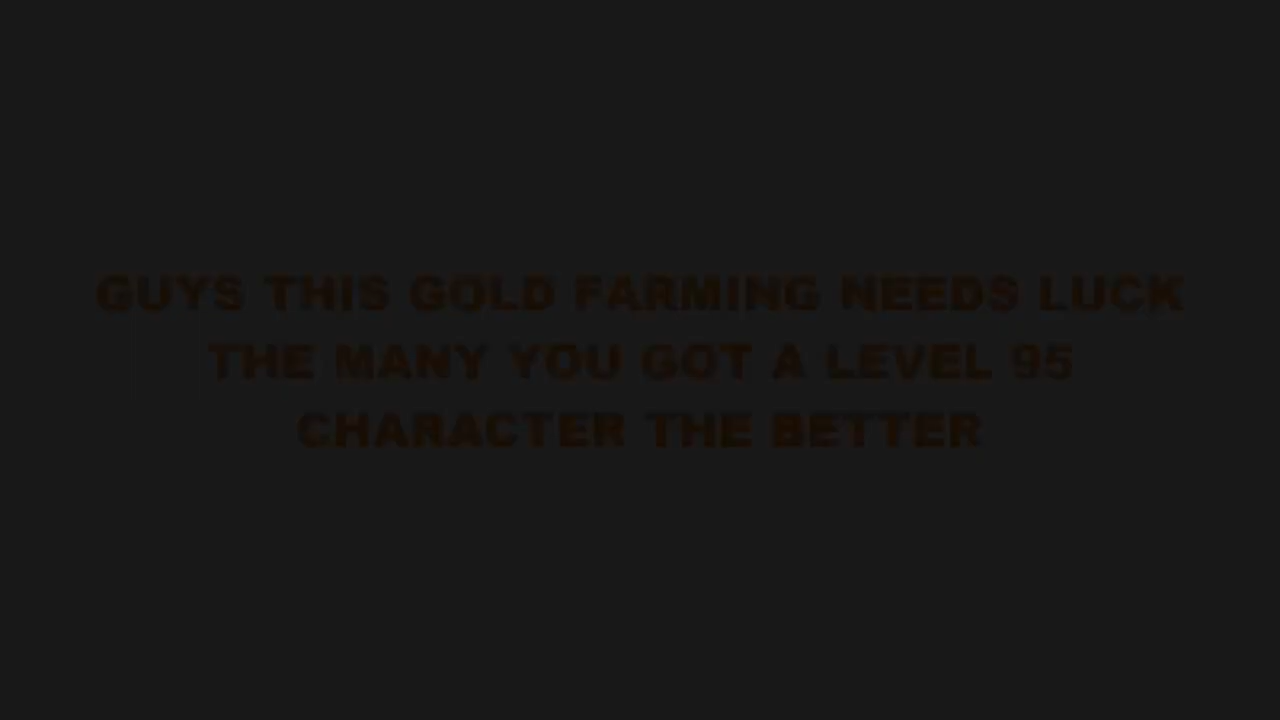 GUYS THIS GOLD FARMING NEEDS LUCK
THE MANY YOU GOT A LEVEL 95
CHARACTER THE BETTER